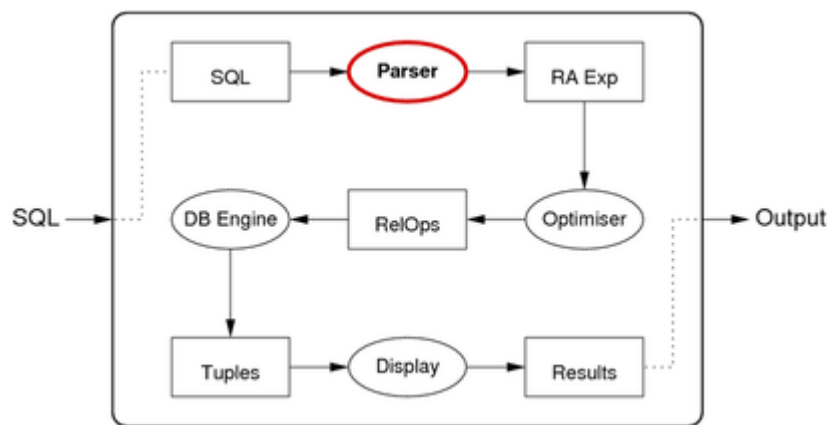 SQL
Parser
RA Exp
SQL
DB Engine
RelOps
Optimiser
Output
Tuples
Display
Results